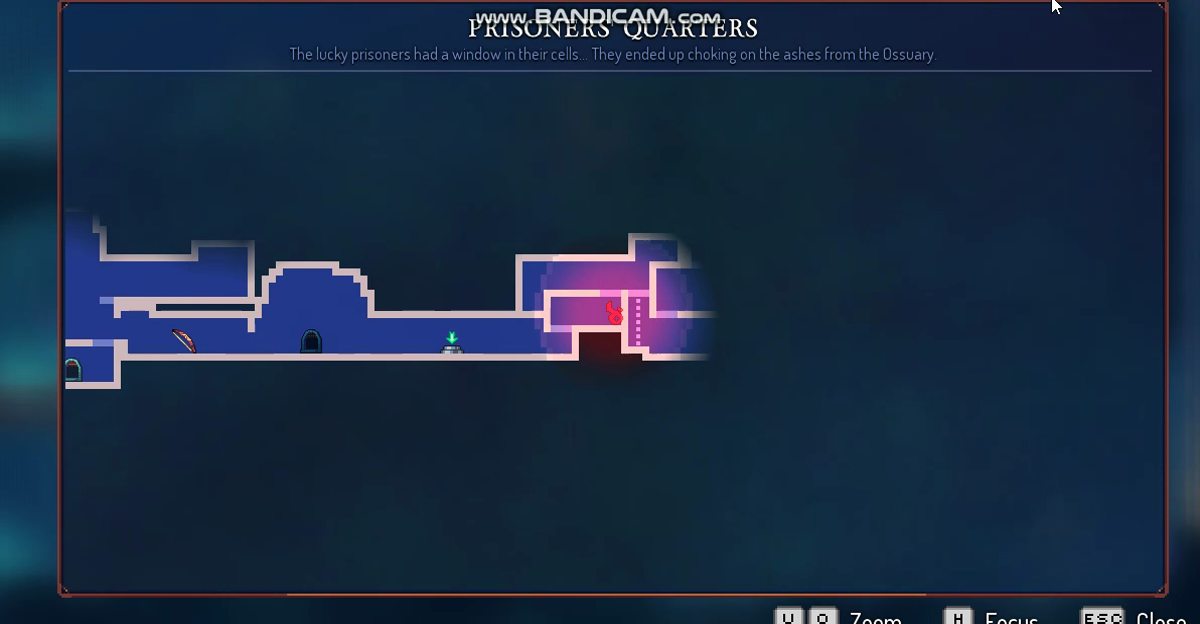 www.BANDICAM.com
PRISONERS' QUARTERS
The lucky prisoners had a window in their cells... They ended up choking on the ashes from the Ossuary.
Zoom H Focus ESC Close